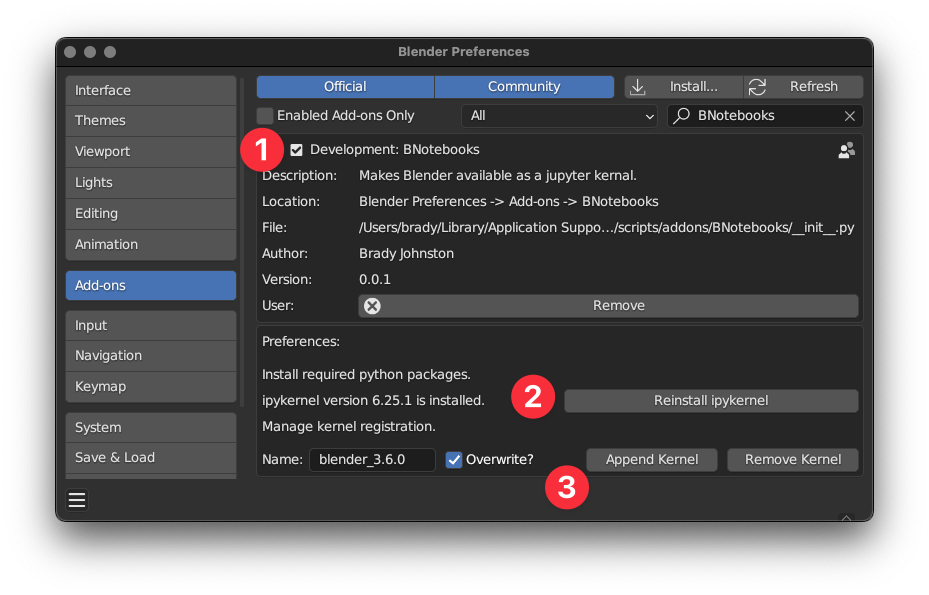 Blender Preferences
Interface
Themes
Viewport
Lights
Editing
Animation
Add-ons
Input
Navigation
Keymap
System
Save & Load
Official Community Install... Refresh
Enabled Add-ons Only All BNotebooks
1 Development: BNotebooks
Description: Makes Blender available as a jupyter kernal.
Location: Blender Preferences -> Add-ons -> BNotebooks
File: /Users/brady/Library/Application Suppo…/scripts/addons/BNotebooks/__init__.py
Author: Brady Johnston
Version: 0.0.1
User: Remove
Preferences:
Install required python packages.
ipykernel version 6.25.1 is installed. 2 Reinstall ipykernel
Manage kernel registration.
Name: blender_3.6.0 Overwrite? Append Kernel Remove Kernel
3